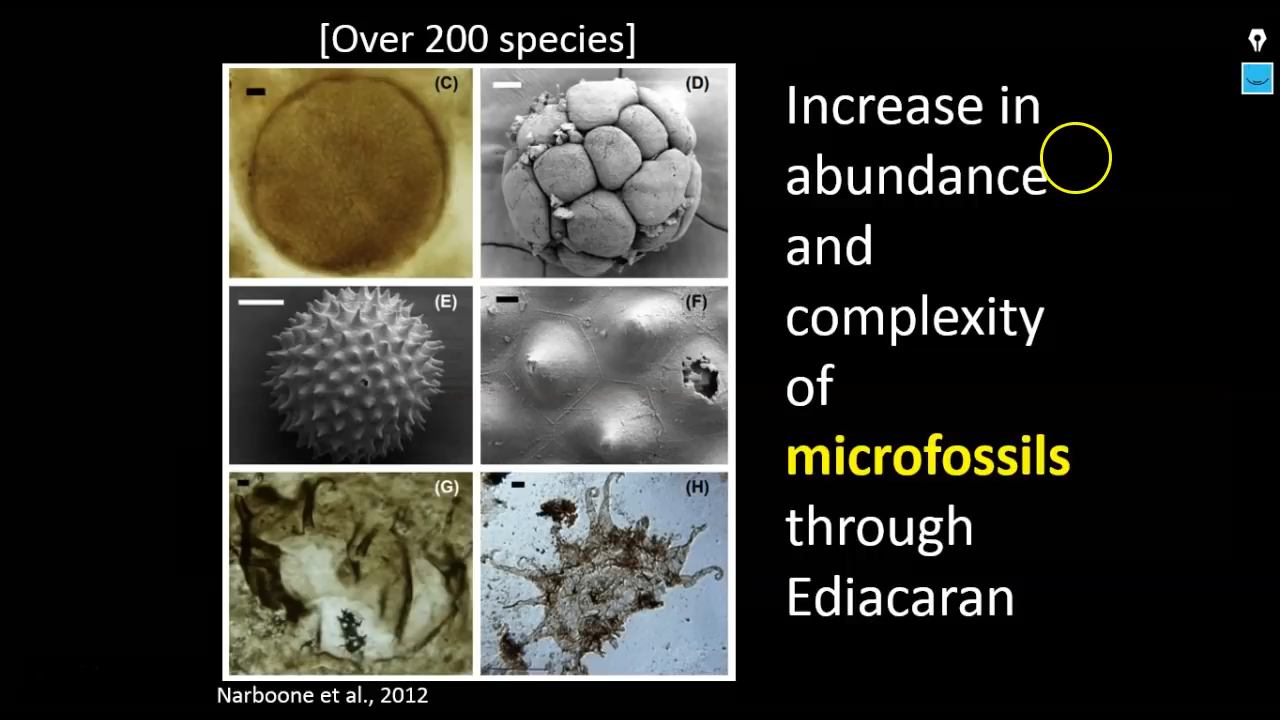 [Over 200 species]
(C)
(D)
(E)
(F)
(G)
(H)
Narboone et al., 2012
Increase in
abundance
and
complexity
of
microfossils
through
Ediacaran